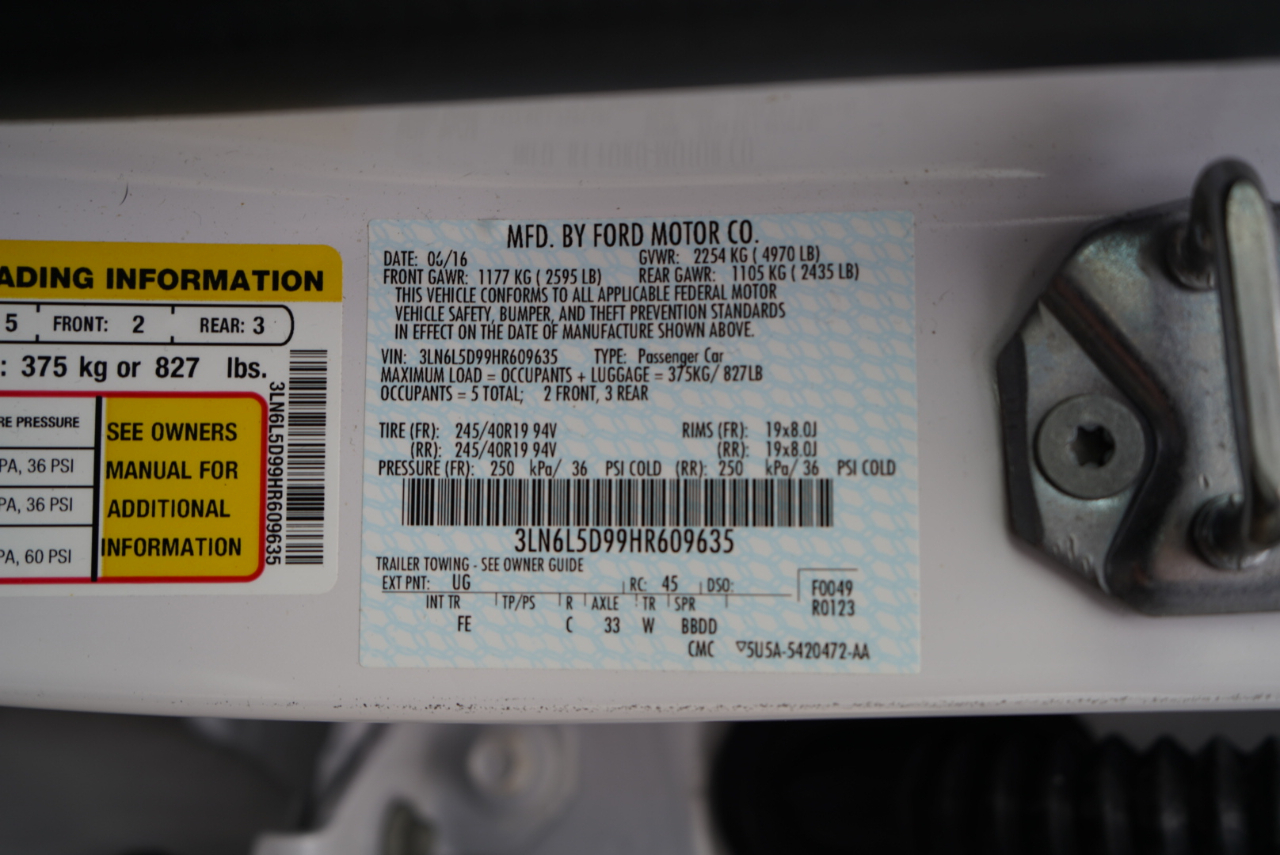 ADING INFORMATION
5 FRONT: 2 REAR: 3
: 375 kg or 827 lbs.
RE PRESSURE
PA, 36 PSI
PA, 36 PSI
PA, 60 PSI
SEE OWNERS
MANUAL FOR
ADDITIONAL
INFORMATION
3LN6L5D99HR609635
MFD. BY FORD MOTOR CO.
DATE: 06/16 GVWR: 2254 KG ( 4970 LB)
FRONT GAWR: 1177 KG ( 2595 LB) REAR GAWR: 1105 KG ( 2435 LB)
THIS VEHICLE CONFORMS TO ALL APPLICABLE FEDERAL MOTOR
VEHICLE SAFETY, BUMPER, AND THEFT PREVENTION STANDARDS
IN EFFECT ON THE DATE OF MANUFACTURE SHOWN ABOVE.
VIN: 3LN6L5D99HR609635 TYPE: Passenger Car
MAXIMUM LOAD = OCCUPANTS + LUGGAGE = 375KG/ 827LB
OCCUPANTS = 5 TOTAL; 2 FRONT, 3 REAR
TIRE (FR): 245/40R19 94V RIMS (FR): 19x8.0J
(RR): 245/40R19 94V (RR): 19x8.0J
PRESSURE (FR): 250 kPa/ 36 PSI COLD (RR): 250 kPa/ 36 PSI COLD
3LN6L5D99HR609635
TRAILER TOWING - SEE OWNER GUIDE
EXT PNT: UG RC: 45 DSO: F0049
INT TR TP/PS R AXLE TR SPR R0123
FE C 33 W BBDD
CMC ▽5U5A-5420472-AA